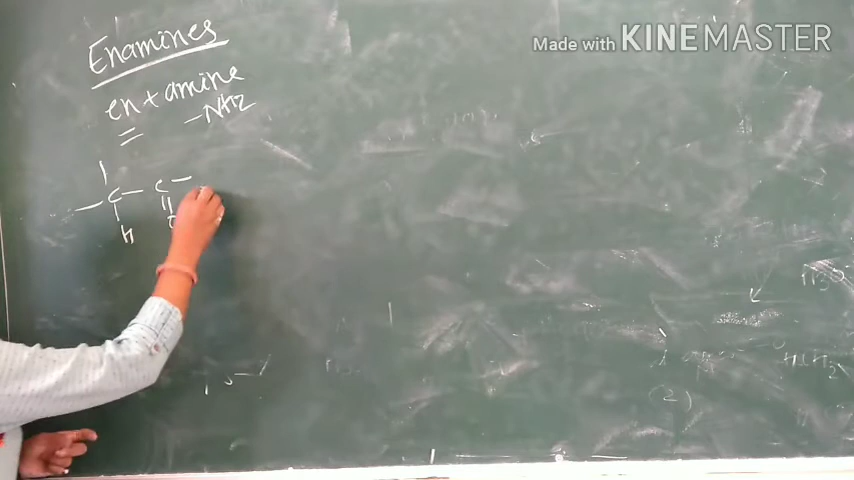 Made with KINEMASTER
Enamines
en + amine
= -NH2
C - C -
H